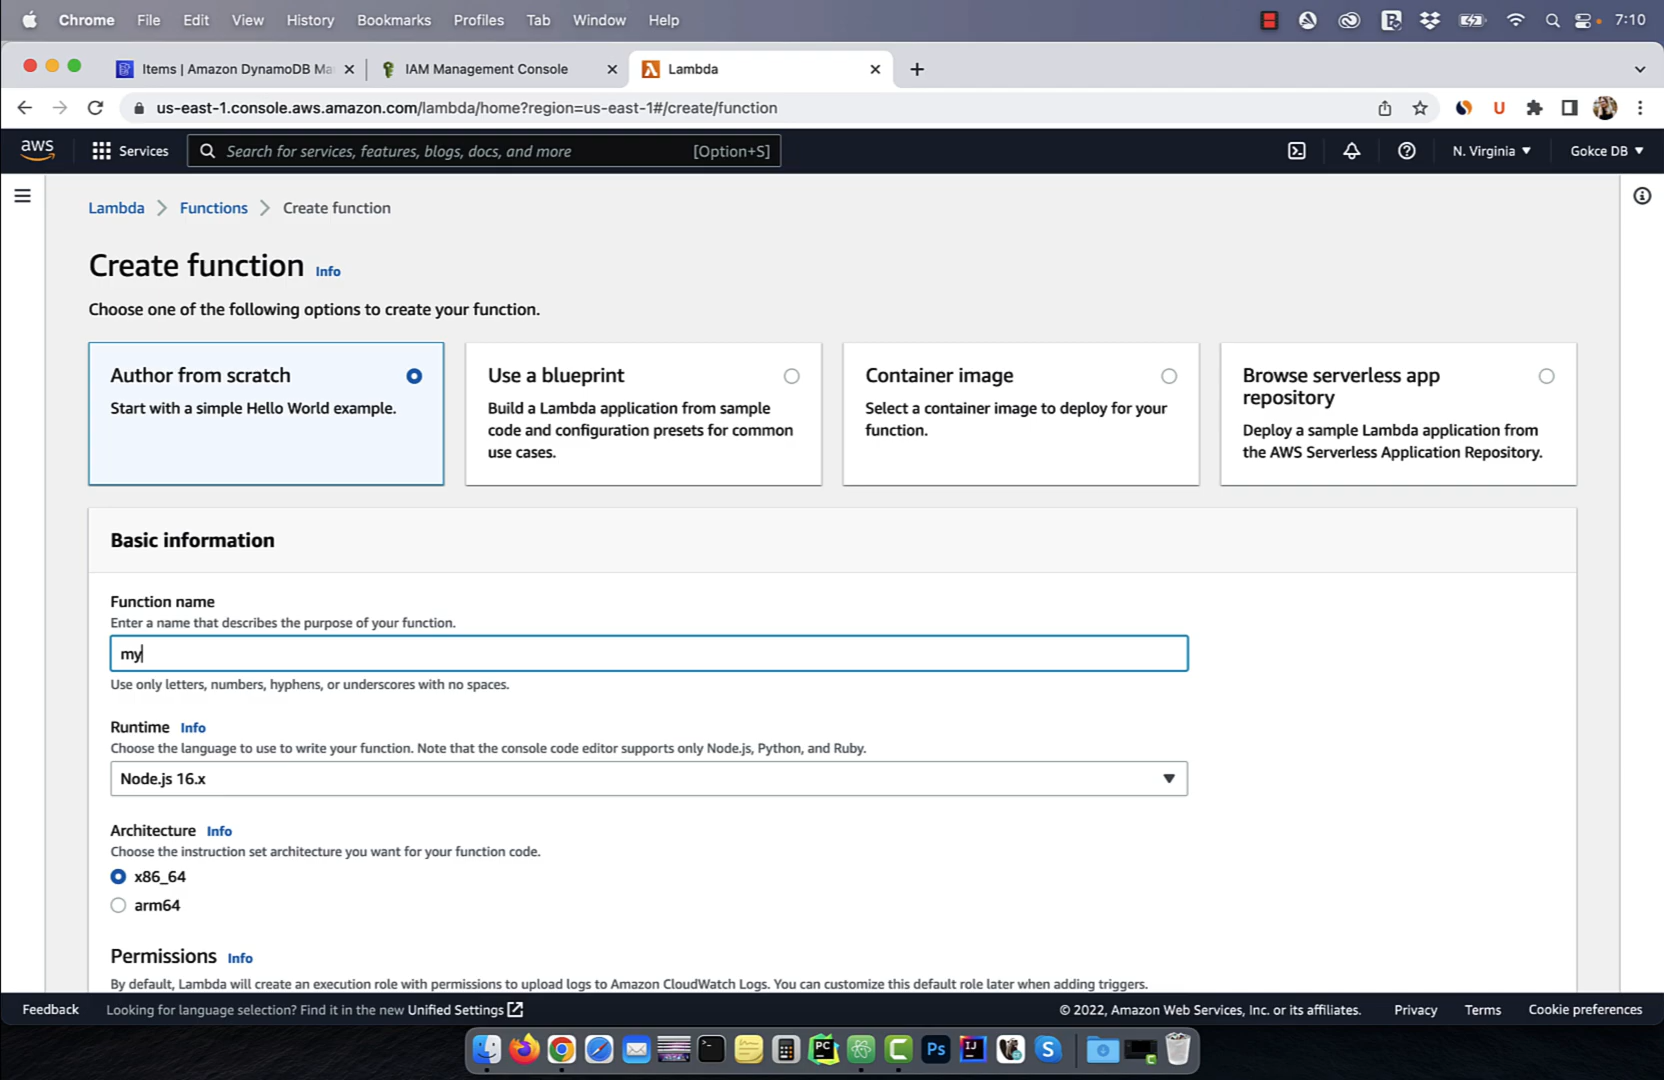 Chrome File Edit View History Bookmarks Profiles Tab Window Help 7:10
Items | Amazon DynamoDB Ma IAM Management Console Lambda
us-east-1.console.aws.amazon.com/lambda/home?region=us-east-1#/create/function
aws Services Search for services, features, blogs, docs, and more [Option+S] N. Virginia Gokce DB
Lambda Functions Create function
Create function Info
Choose one of the following options to create your function.
Author from scratch
Start with a simple Hello World example.
Use a blueprint
Build a Lambda application from sample
code and configuration presets for common
use cases.
Container image
Select a container image to deploy for your
function.
Browse serverless app
repository
Deploy a sample Lambda application from
the AWS Serverless Application Repository.
Basic information
Function name
Enter a name that describes the purpose of your function.
my
Use only letters, numbers, hyphens, or underscores with no spaces.
Runtime Info
Choose the language to use to write your function. Note that the console code editor supports only Node.js, Python, and Ruby.
Node.js 16.x
Architecture Info
Choose the instruction set architecture you want for your function code.
x86_64
arm64
Permissions Info
By default, Lambda will create an execution role with permissions to upload logs to Amazon CloudWatch Logs. You can customize this default role later when adding triggers.
Feedback Looking for language selection? Find it in the new Unified Settings © 2022, Amazon Web Services, Inc. or its affiliates. Privacy Terms Cookie preferences
PC Ps IJ